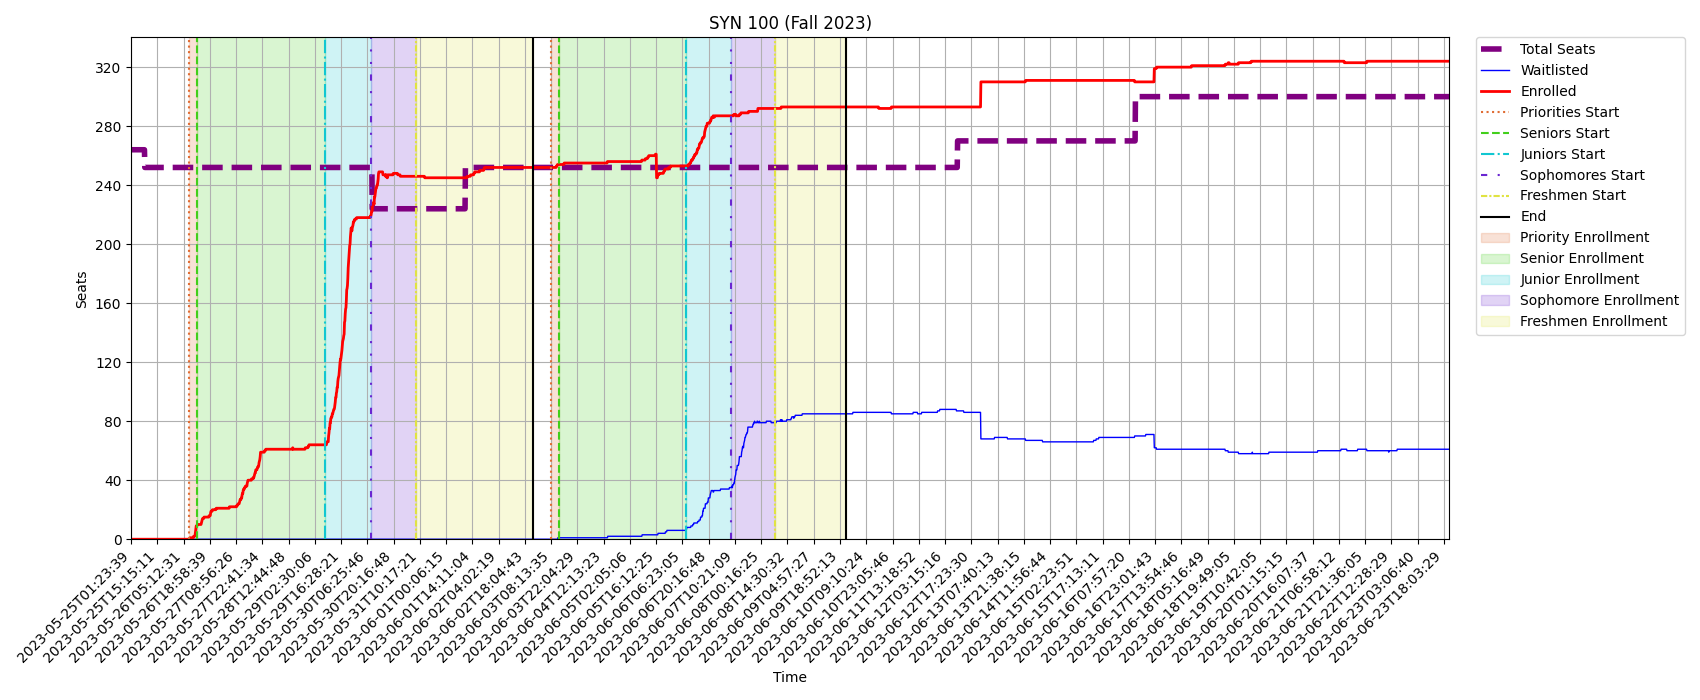 SYN 100 (Fall 2023)
Seats
320
280
240
200
160
120
80
40
0
2023-05-25T01:23:39
2023-05-25T15:15:11
2023-05-26T05:12:31
2023-05-26T18:58:39
2023-05-27T08:56:26
2023-05-27T22:41:34
2023-05-28T12:44:48
2023-05-29T02:30:06
2023-05-29T16:28:21
2023-05-30T06:25:46
2023-05-30T20:16:48
2023-05-31T10:17:21
2023-06-01T00:06:15
2023-06-01T14:11:04
2023-06-02T04:02:19
2023-06-02T18:04:43
2023-06-03T08:13:35
2023-06-03T22:04:29
2023-06-04T12:13:23
2023-06-05T02:05:06
2023-06-05T16:12:25
2023-06-06T06:23:05
2023-06-06T20:16:48
2023-06-07T10:21:09
2023-06-08T00:16:25
2023-06-08T14:30:32
2023-06-09T04:57:27
2023-06-09T18:52:13
2023-06-10T09:10:24
2023-06-10T23:05:46
2023-06-11T13:18:52
2023-06-12T03:15:16
2023-06-12T17:23:30
2023-06-13T07:40:13
2023-06-13T21:38:15
2023-06-14T11:56:44
2023-06-15T02:23:51
2023-06-15T17:13:11
2023-06-16T07:57:20
2023-06-16T23:01:43
2023-06-17T13:54:46
2023-06-18T05:16:49
2023-06-18T19:49:05
2023-06-19T10:42:05
2023-06-20T01:15:15
2023-06-20T16:07:37
2023-06-21T06:58:12
2023-06-21T21:36:05
2023-06-22T12:28:29
2023-06-23T03:06:40
2023-06-23T18:03:29
Time
Total Seats
Waitlisted
Enrolled
Priorities Start
Seniors Start
Juniors Start
Sophomores Start
Freshmen Start
End
Priority Enrollment
Senior Enrollment
Junior Enrollment
Sophomore Enrollment
Freshmen Enrollment